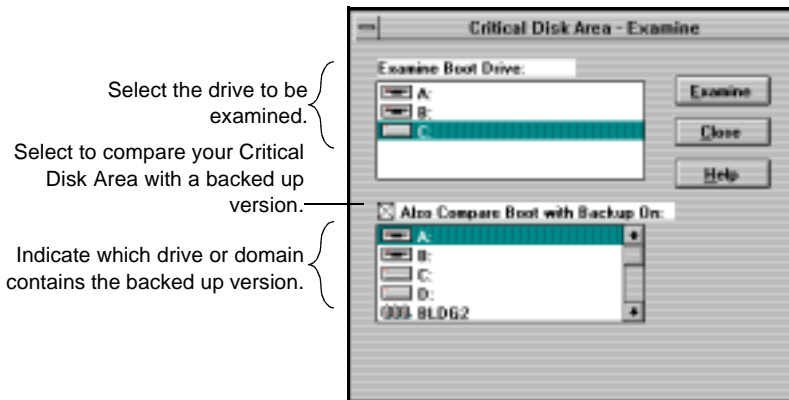 Critical Disk Area - Examine
Select the drive to be
examined.
Select to compare your Critical
Disk Area with a backed up
version.
Indicate which drive or domain
contains the backed up version.
Examine Boot Drive:
A:
B:
C:
Examine
Close
Help
Also Compare Boot with Backup On:
A:
B:
C:
D:
BLDG2